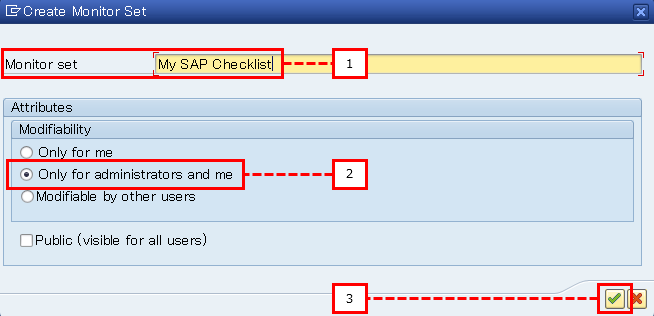 Create Monitor Set
Monitor set My SAP Checklist 1
Attributes
Modifiability
Only for me
Only for administrators and me 2
Modifiable by other users
Public (visible for all users)
3